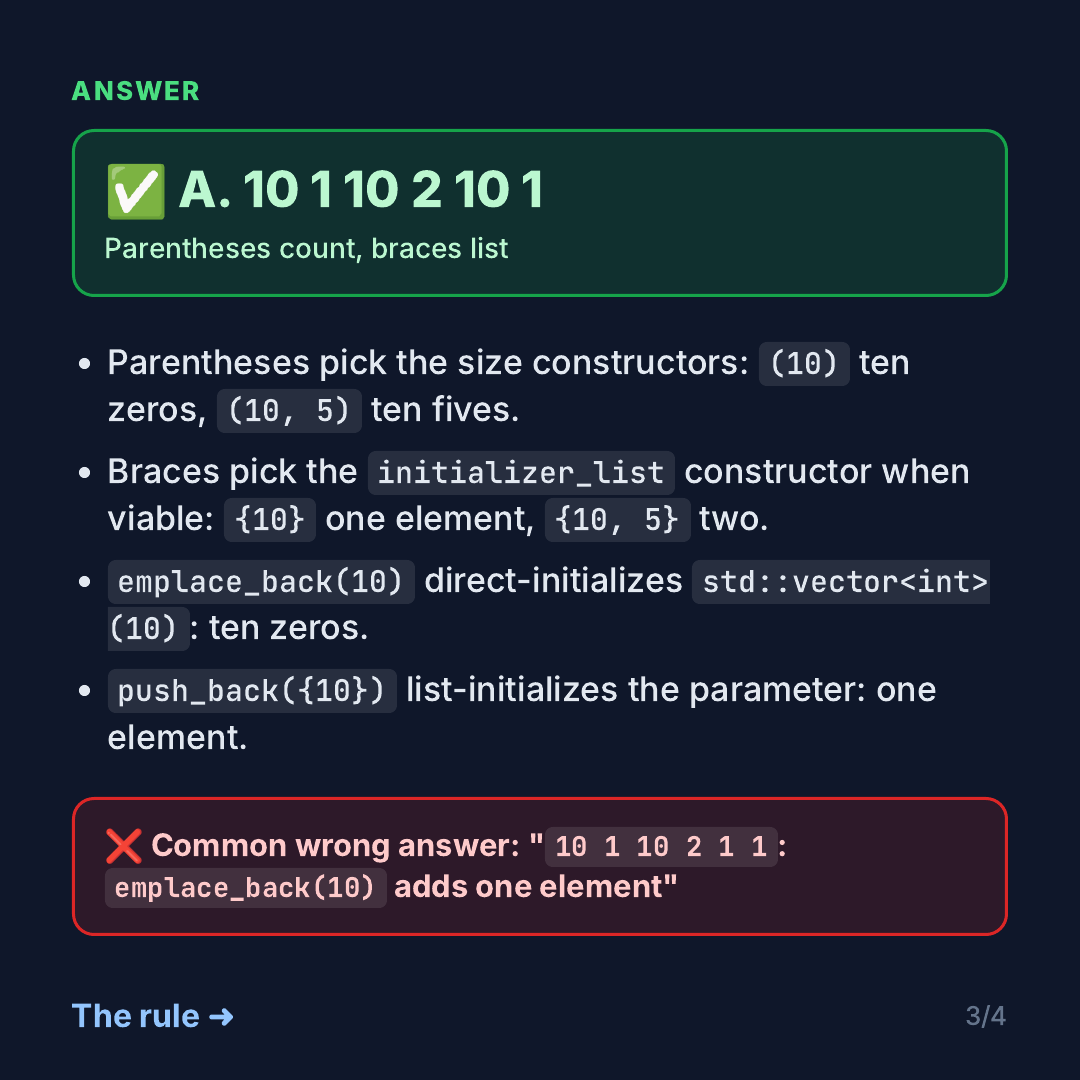 ANSWER
✅ A. 10 1 10 2 10 1
Parentheses count, braces list
• Parentheses pick the size constructors: (10) ten
zeros, (10, 5) ten fives.
• Braces pick the initializer_list constructor when
viable: {10} one element, {10, 5} two.
• emplace_back(10) direct-initializes std::vector<int>
(10): ten zeros.
• push_back({10}) list-initializes the parameter: one
element.
❌ Common wrong answer: "10 1 10 2 1 1:
emplace_back(10) adds one element"
The rule ➜
3/4